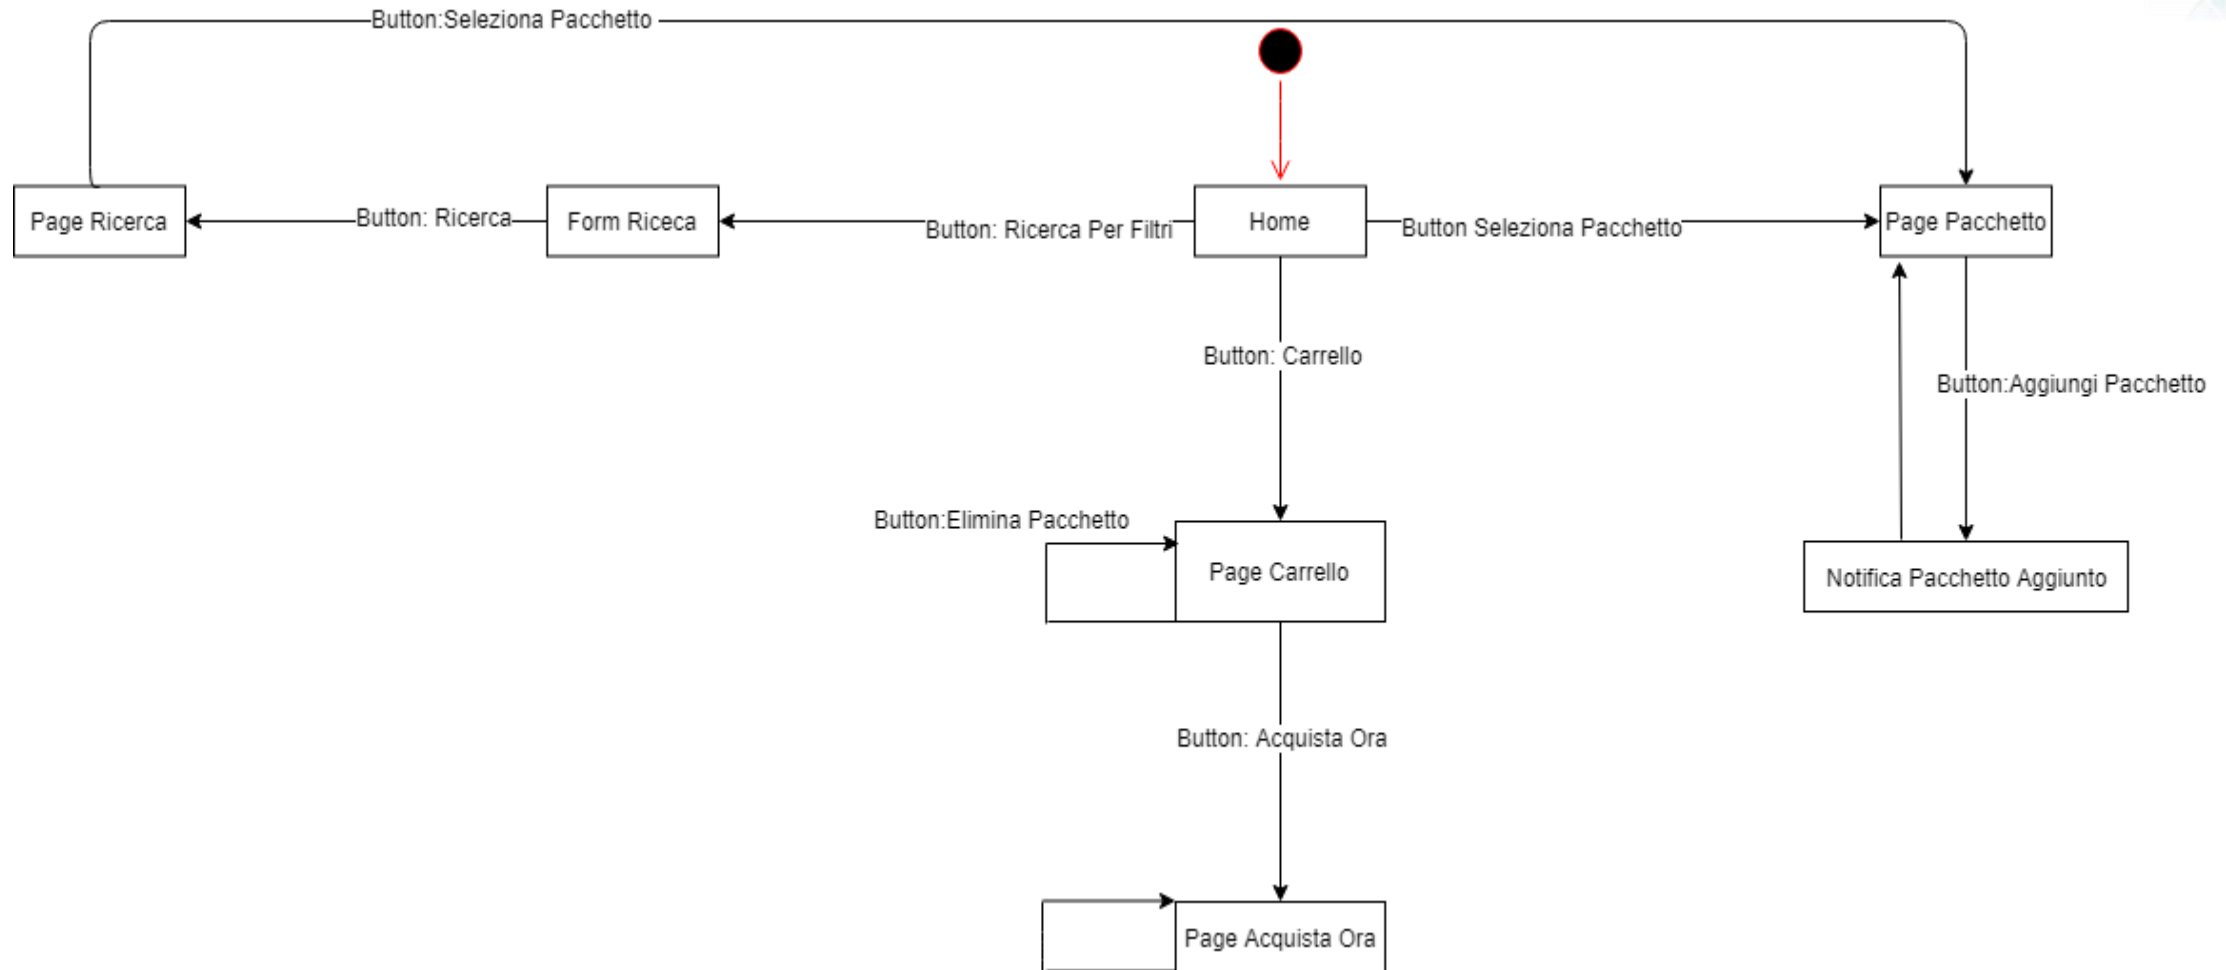 Button:Seleziona Pacchetto
Page Ricerca
Button: Ricerca
Form Riceca
Button: Ricerca Per Filtri
Home
Button Seleziona Pacchetto
Page Pacchetto
Button: Carrello
Button:Aggiungi Pacchetto
Button:Elimina Pacchetto
Page Carrello
Notifica Pacchetto Aggiunto
Button: Acquista Ora
Page Acquista Ora